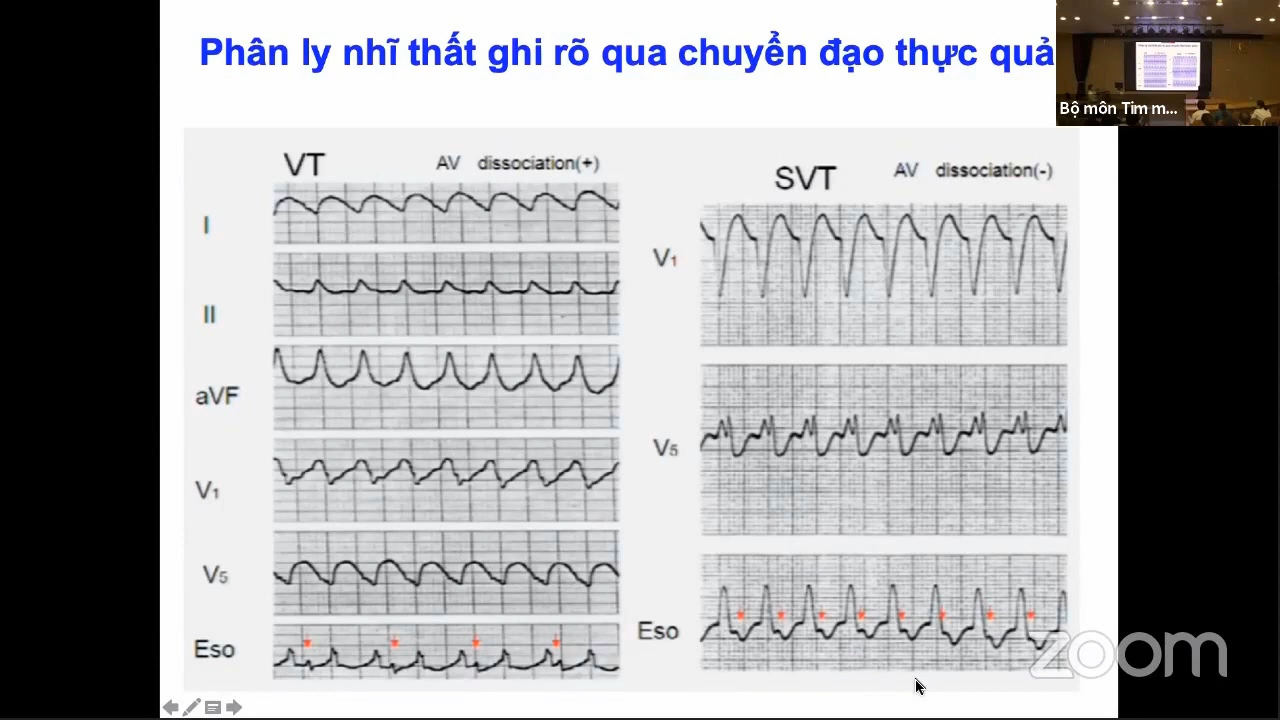 Phân ly nhĩ thất ghi rõ qua chuyển đạo thực quả
Bộ môn Tim m...
VT
AV dissociation(+)
I
II
aVF
V1
V5
Eso
SVT
AV dissociation(-)
V1
V5
Eso
zoom